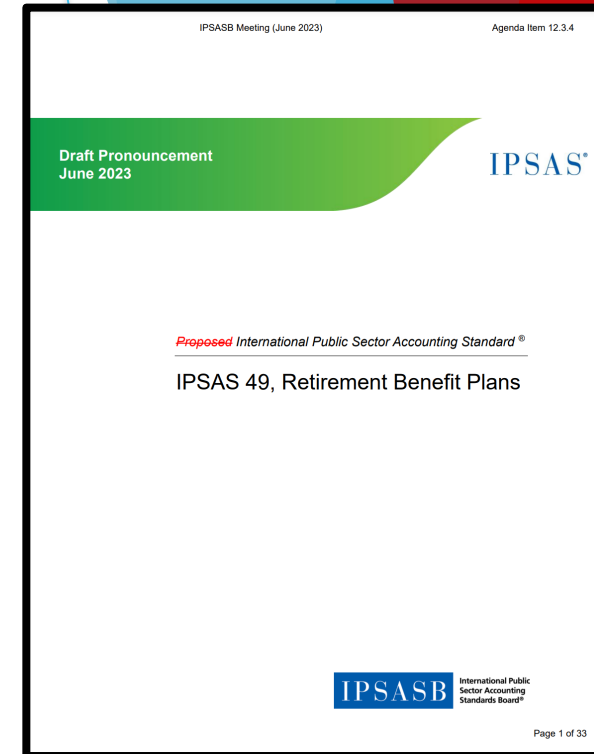 IPSASB Meeting (June 2023) Agenda Item 12.3.4
Draft Pronouncement
June 2023
IPSAS®
Proposed International Public Sector Accounting Standard ®
IPSAS 49, Retirement Benefit Plans
IPSASB
International Public
Sector Accounting
Standards Board®
Page 1 of 33